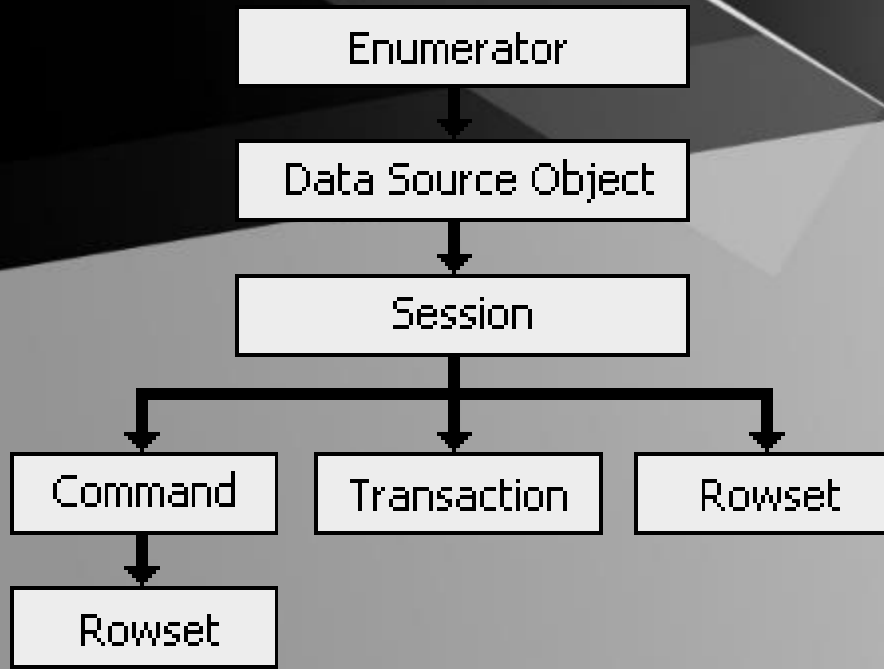 Enumerator
Data Source Object
Session
Command
Transaction
Rowset
Rowset